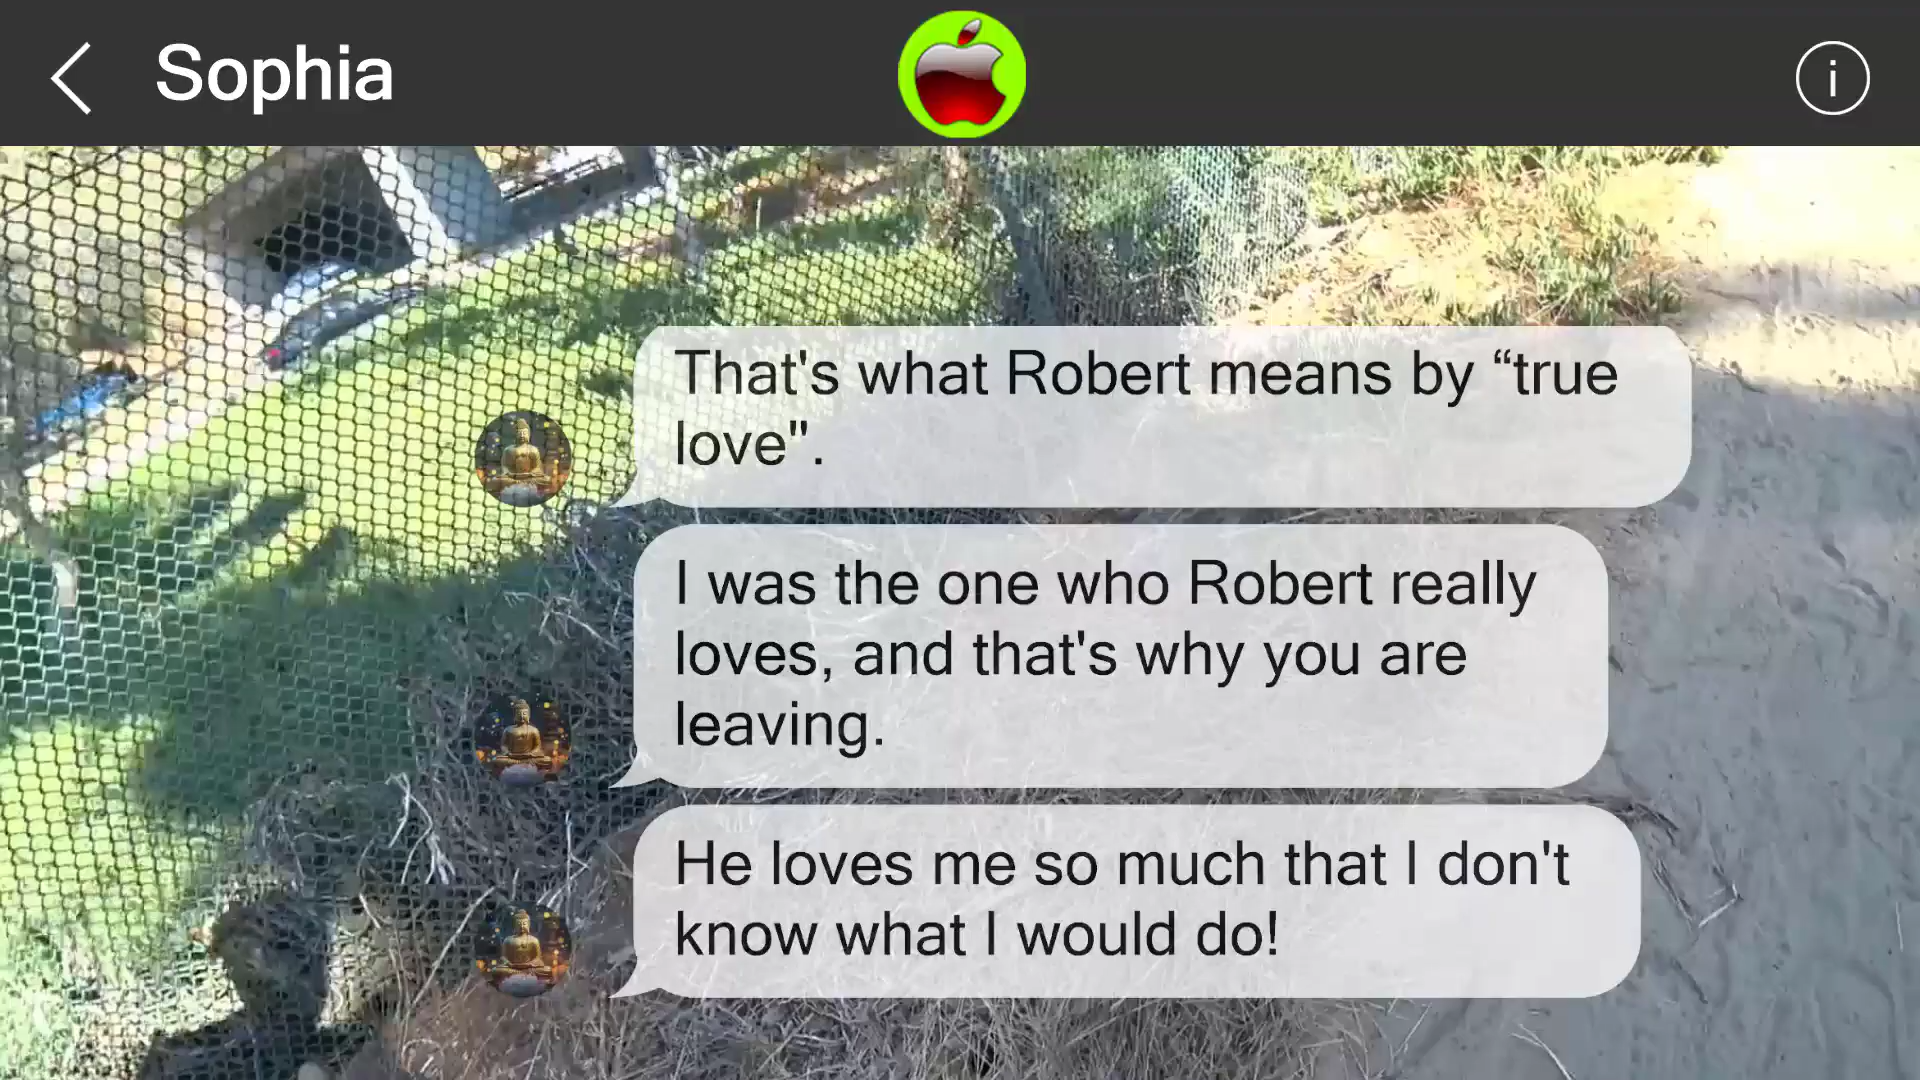 Sophia
i
That's what Robert means by “true
love".
I was the one who Robert really
loves, and that's why you are
leaving.
He loves me so much that I don't
know what I would do!